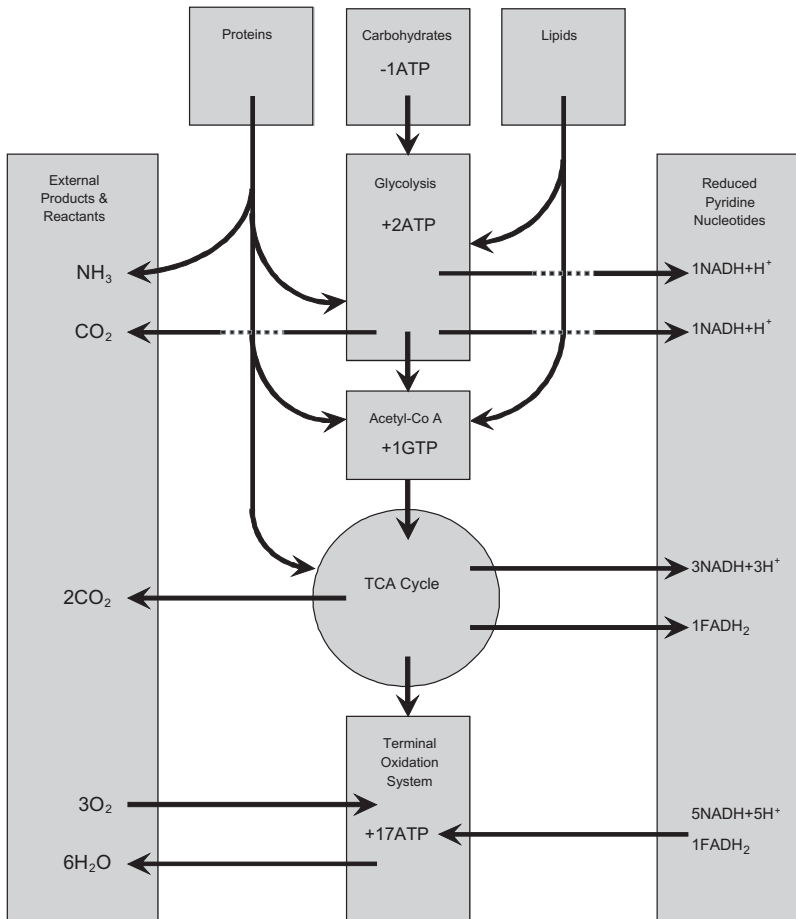 Proteins
Carbohydrates
-1ATP
Lipids
External
Products &
Reactants
Glycolysis
+2ATP
Reduced
Pyridine
Nucleotides
NH₃
1NADH+H⁺
CO₂
1NADH+H⁺
Acetyl-Co A
+1GTP
TCA Cycle
3NADH+3H⁺
2CO₂
1FADH₂
Terminal
Oxidation
System
3O₂
+17ATP
5NADH+5H⁺
1FADH₂
6H₂O